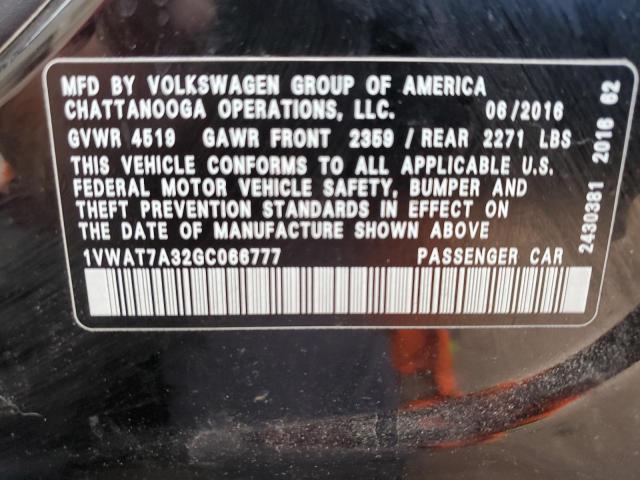 MFD BY VOLKSWAGEN GROUP OF AMERICA
CHATTANOOGA OPERATIONS, LLC. 06/2016
GVWR 4519 GAWR FRONT 2359 / REAR 2271 LBS
THIS VEHICLE CONFORMS TO ALL APPLICABLE U.S.
FEDERAL MOTOR VEHICLE SAFETY, BUMPER AND
THEFT PREVENTION STANDARDS IN EFFECT ON
THE DATE OF MANUFACTURE SHOWN ABOVE
1VWAT7A32GC066777 PASSENGER CAR
2430381 2016 02